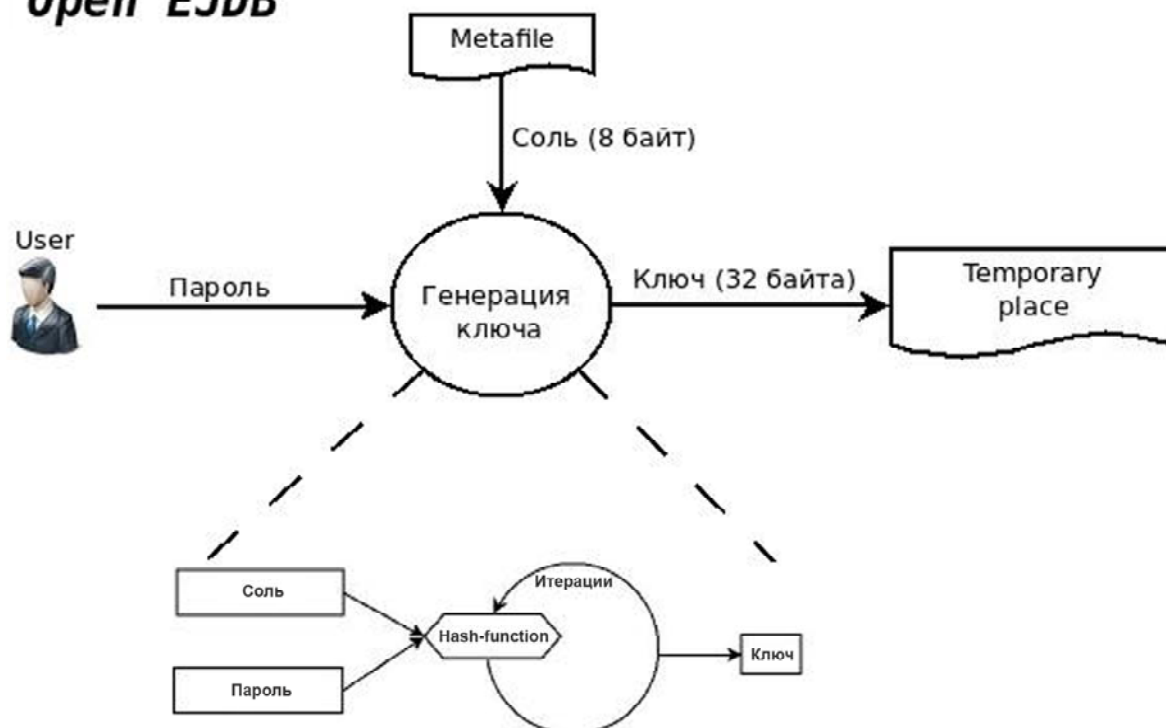 Open EJDB
Metafile
Соль (8 байт)
User
Пароль
Генерация
ключа
Ключ (32 байта)
Temporary
place
Итерации
Соль
Hash-function
Ключ
Пароль